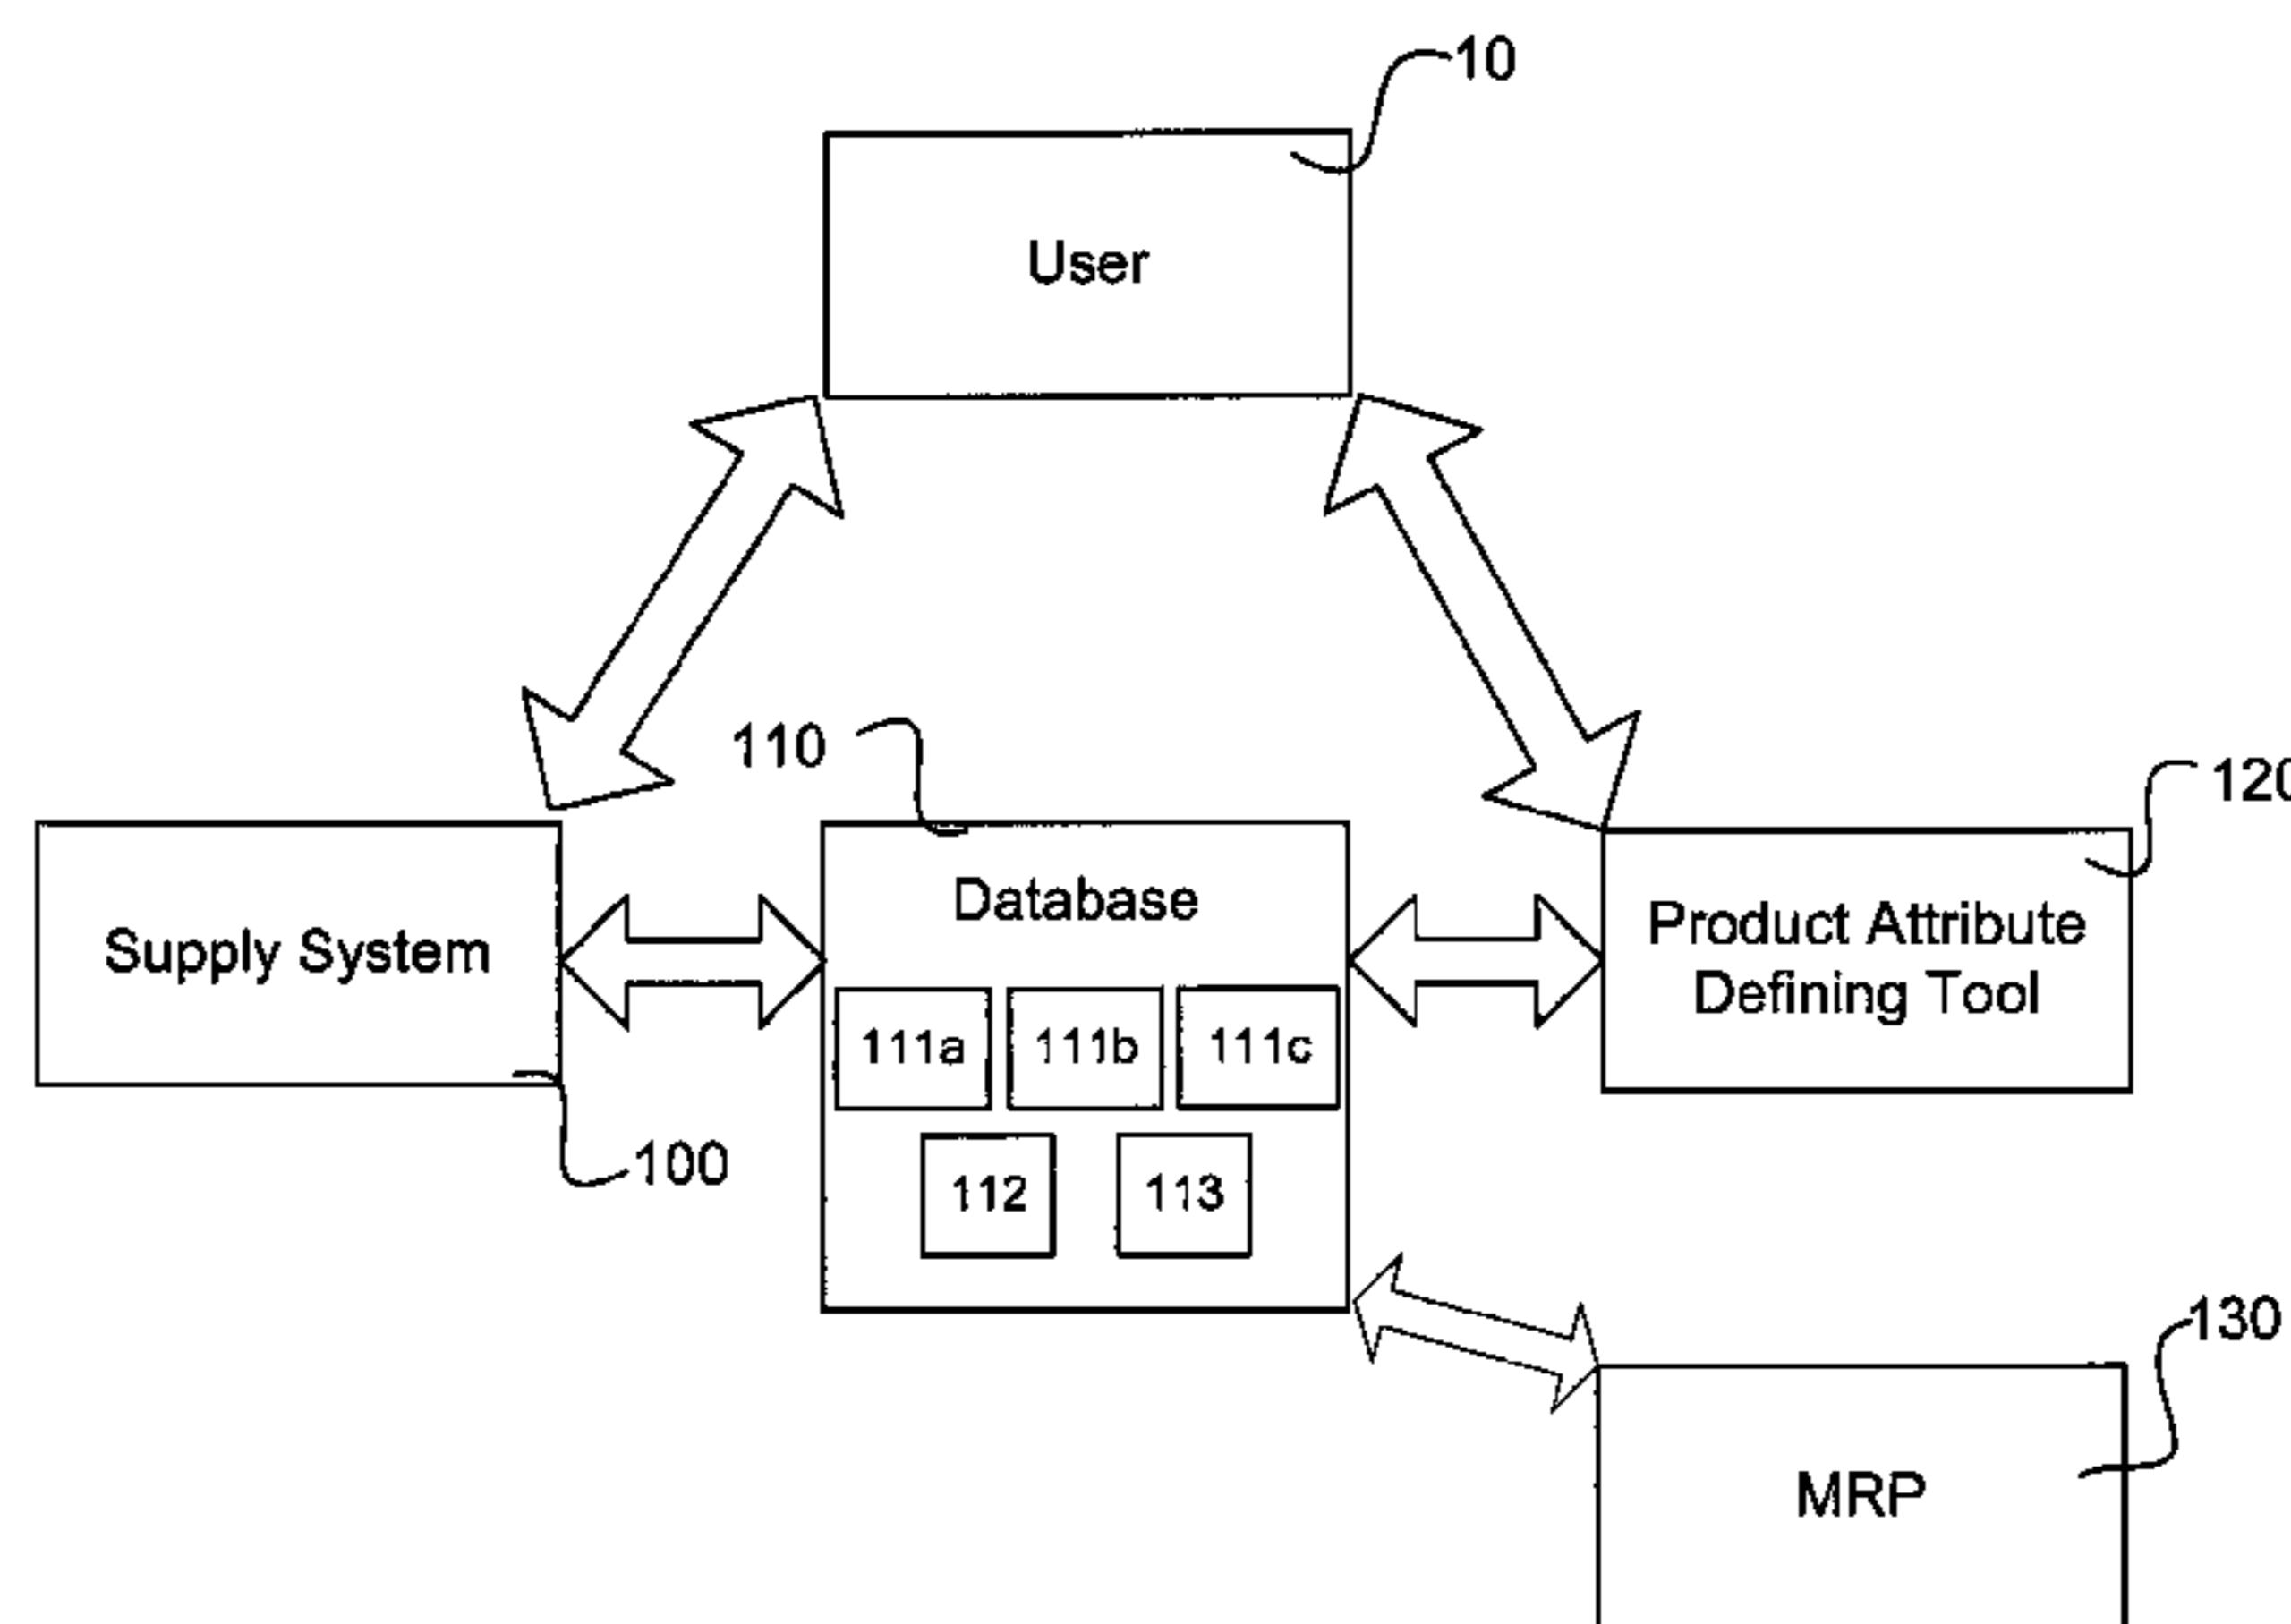 10
User
110
120
Database
Supply System
Product Attribute
Defining Tool
111a 111b 111c
100
112 113
130
MRP